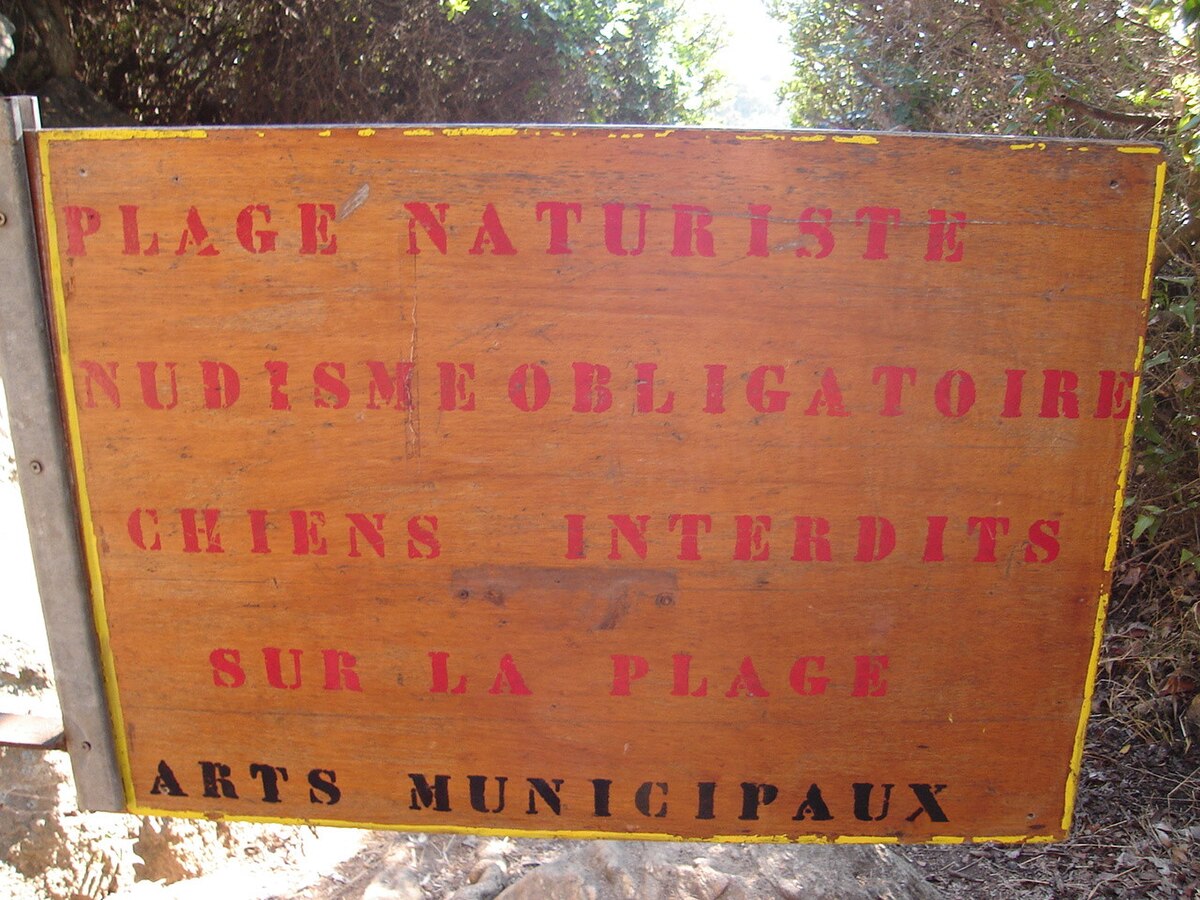 PLAGE NATURISTE
NUDISME OBLIGATOIRE
CHIENS INTERDITS
SUR LA PLAGE
ARTS MUNICIPAUX